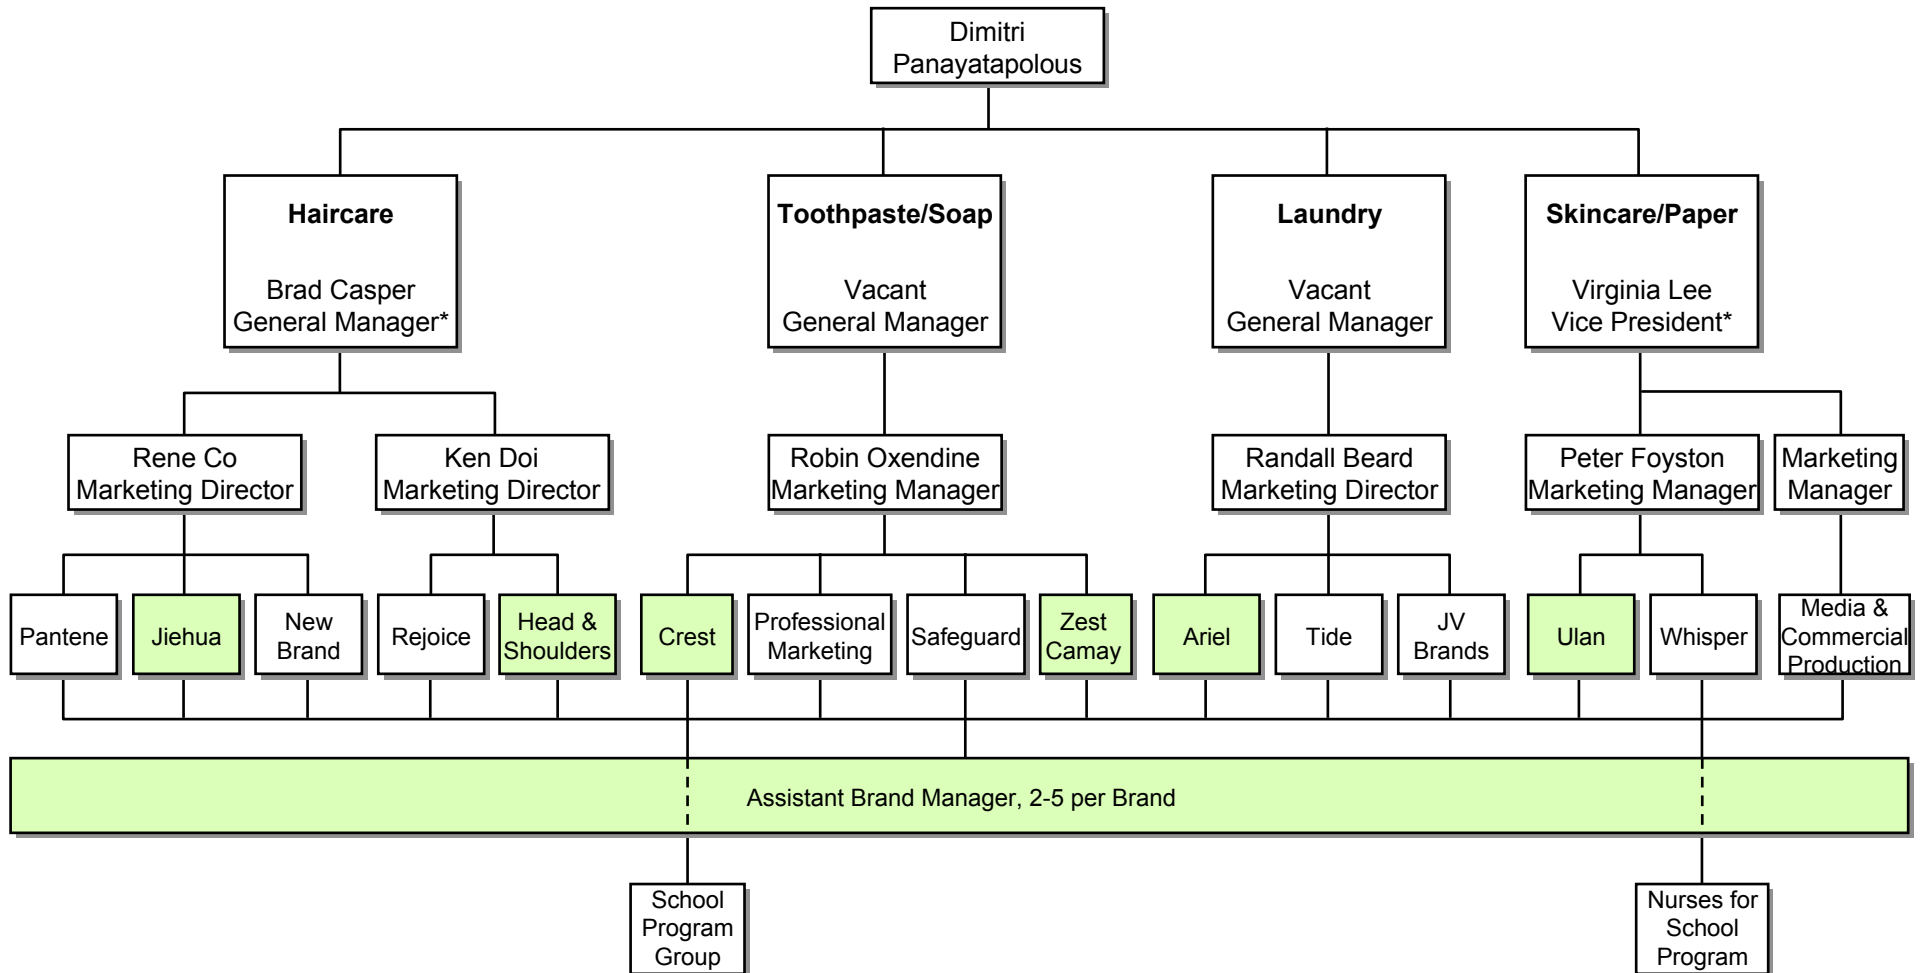 Dimitri
Panayatapolous
Haircare
Brad Casper
General Manager*
Toothpaste/Soap
Vacant
General Manager
Laundry
Vacant
General Manager
Skincare/Paper
Virginia Lee
Vice President*
Rene Co
Marketing Director
Ken Doi
Marketing Director
Robin Oxendine
Marketing Manager
Randall Beard
Marketing Director
Peter Foyston
Marketing Manager
Marketing
Manager
Pantene
Jiehua
New
Brand
Rejoice
Head &
Shoulders
Crest
Professional
Marketing
Safeguard
Zest
Camay
Ariel
Tide
JV
Brands
Ulan
Whisper
Media &
Commercial
Production
Assistant Brand Manager, 2-5 per Brand
School
Program
Group
Nurses for
School
Program